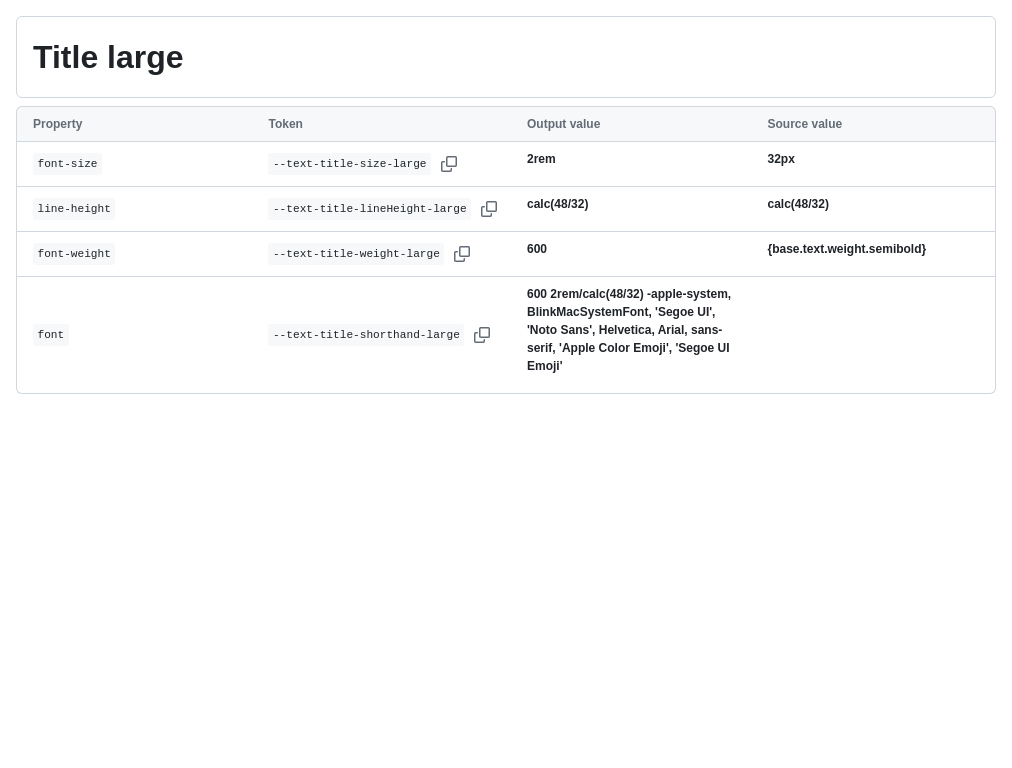 Title large
Property Token Output value Source value
font-size --text-title-size-large 2rem 32px
line-height --text-title-lineHeight-large calc(48/32) calc(48/32)
font-weight --text-title-weight-large 600 {base.text.weight.semibold}
font --text-title-shorthand-large 600 2rem/calc(48/32) -apple-system,
BlinkMacSystemFont, 'Segoe UI',
'Noto Sans', Helvetica, Arial, sans-
serif, 'Apple Color Emoji', 'Segoe UI
Emoji'